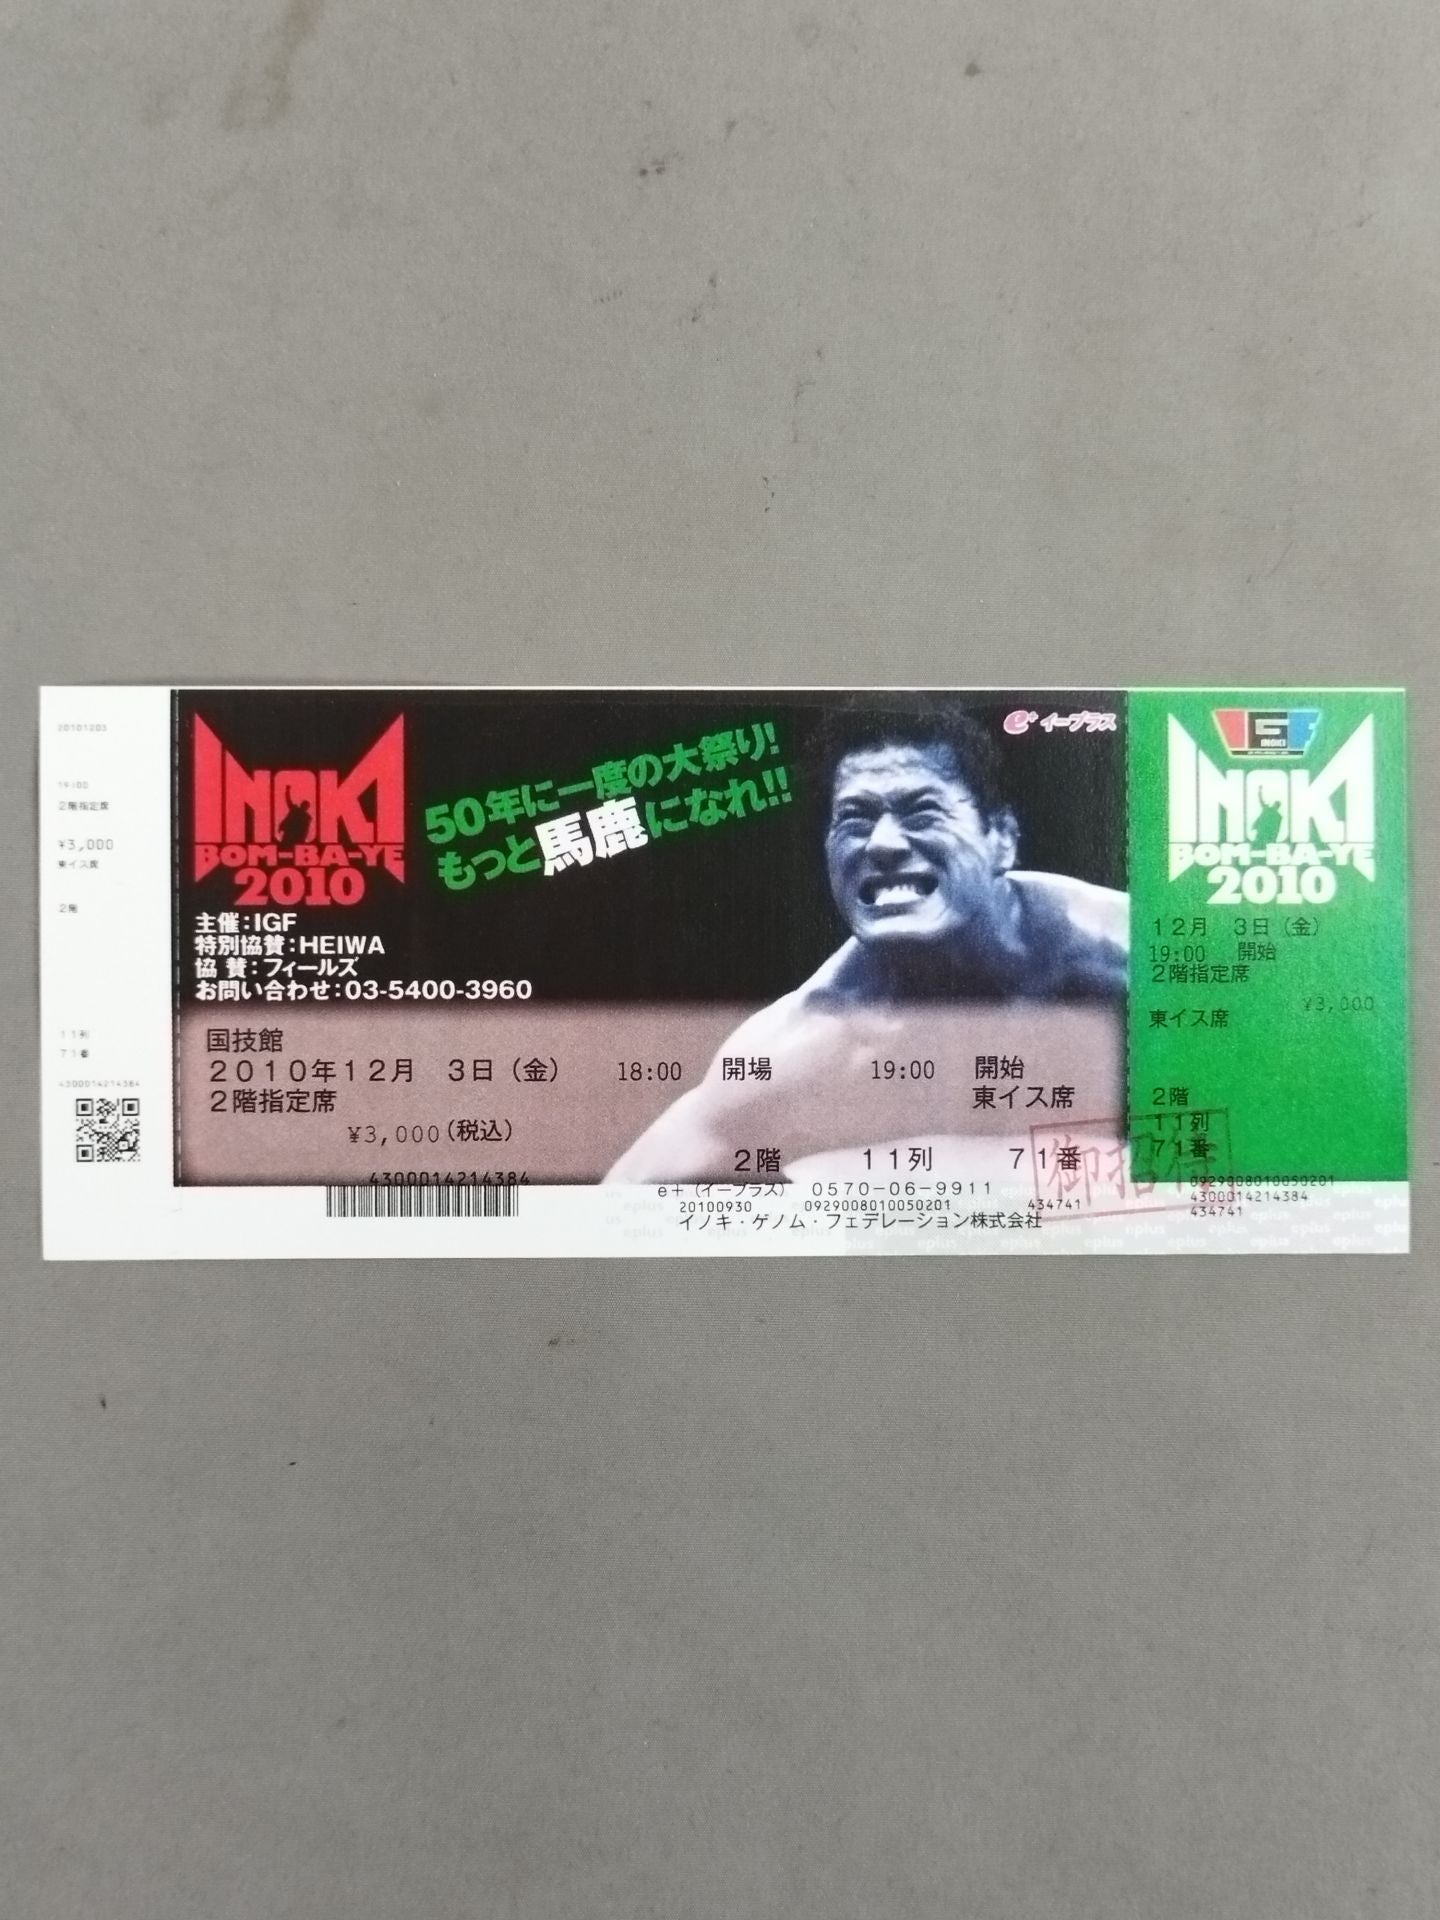 20101203
19:00
2階指定席
¥3,000
東イス席
2階
11列
71番
4300014214384
INOKI
BOM-BA-YE
2010
50年に一度の大祭り!
もっと馬鹿になれ!!
e+ イープラス
主催:IGF
特別協賛:HEIWA
協 賛:フィールズ
お問い合わせ:03-5400-3960
国技館
2010年12月 3日(金) 18:00 開場 19:00 開始
2階指定席 東イス席
¥3,000(税込)
2階 11列 71番
4300014214384
e+(イープラス) 0570-06-9911
20100930 0929008010050201 434741
イノキ・ゲノム・フェデレーション株式会社
御招待
IGF
INOKI
INOKI
BOM-BA-YE
2010
12月 3日(金)
19:00 開始
2階指定席
¥3,000
東イス席
2階
11列
71番
0929008010050201
4300014214384
434741
eplus eplus eplus eplus eplus